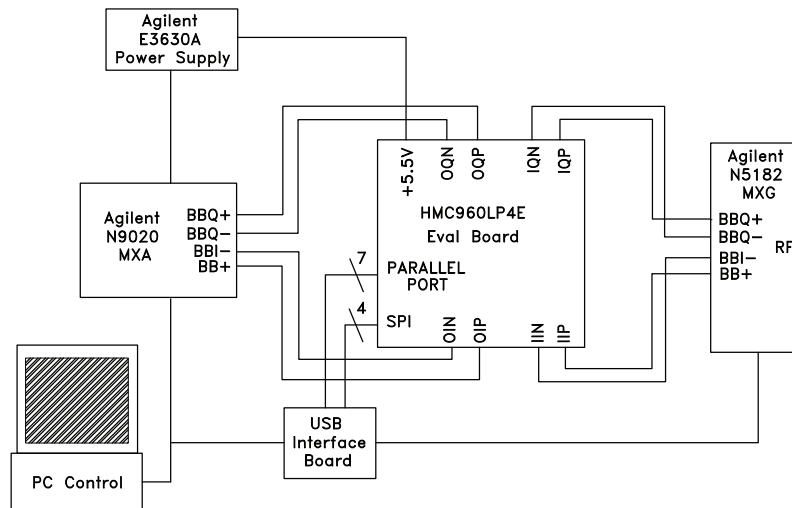 Agilent
E3630A
Power Supply
+5.5V
OQN
OQP
IQN
IQP
HMC960LP4E
Eval Board
7
PARALLEL
PORT
4
SPI
OIN
OIP
IIN
IIP
Agilent
N9020
MXA
BBQ+
BBQ−
BBI−
BB+
Agilent
N5182
MXG
BBQ+
BBQ−
BBI−
BB+
RF
USB
Interface
Board
PC Control